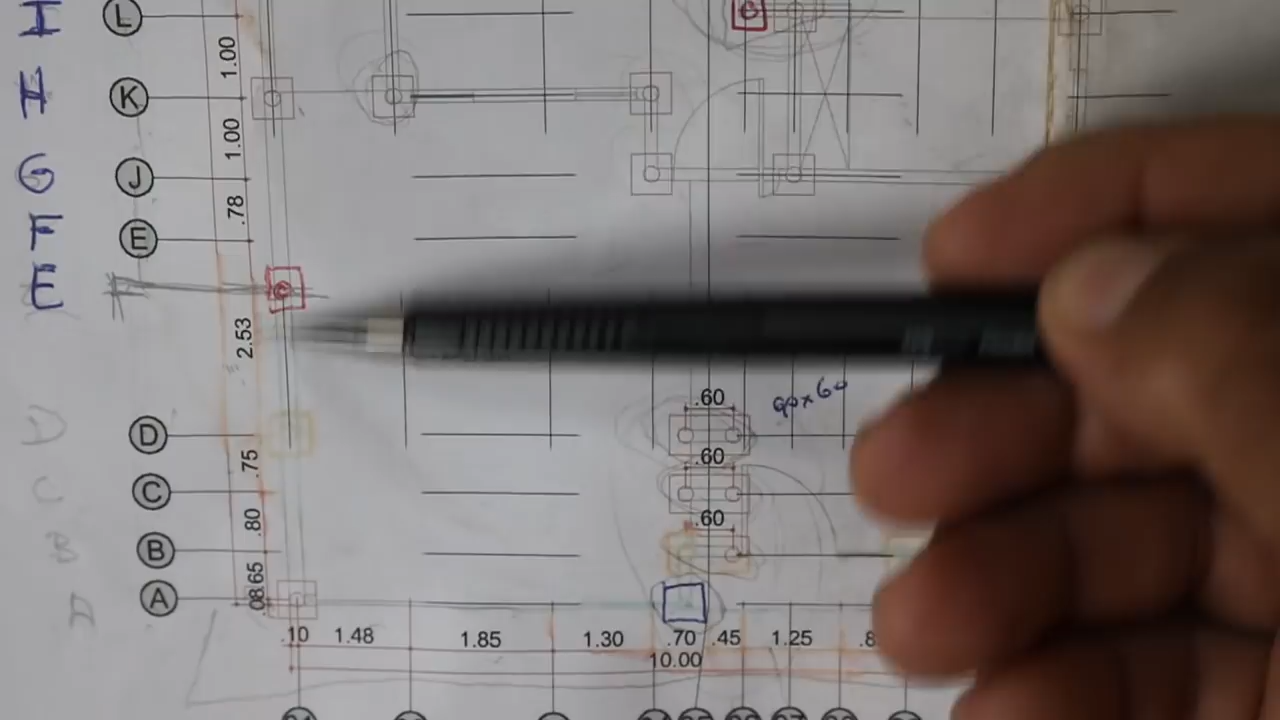 I L
1.00
H K
1.00
G J
.78
F E
E
2.53
.60
90x60
D D
.60
.75
C C
.60
.80
B B
.65
A A
.08
.10 1.48 1.85 1.30 .70 .45 1.25
10.00